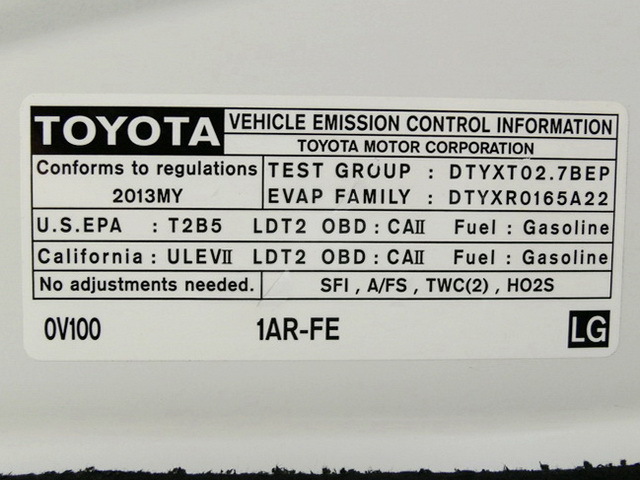 TOYOTA VEHICLE EMISSION CONTROL INFORMATION
TOYOTA MOTOR CORPORATION
Conforms to regulations TEST GROUP : DTYXT02.7BEP
2013MY EVAP FAMILY : DTYXR0165A22
U.S.EPA : T2B5 LDT2 OBD : CAII Fuel : Gasoline
California : ULEVII LDT2 OBD : CAII Fuel : Gasoline
No adjustments needed. SFI , A/FS , TWC(2) , HO2S
0V100 1AR-FE LG